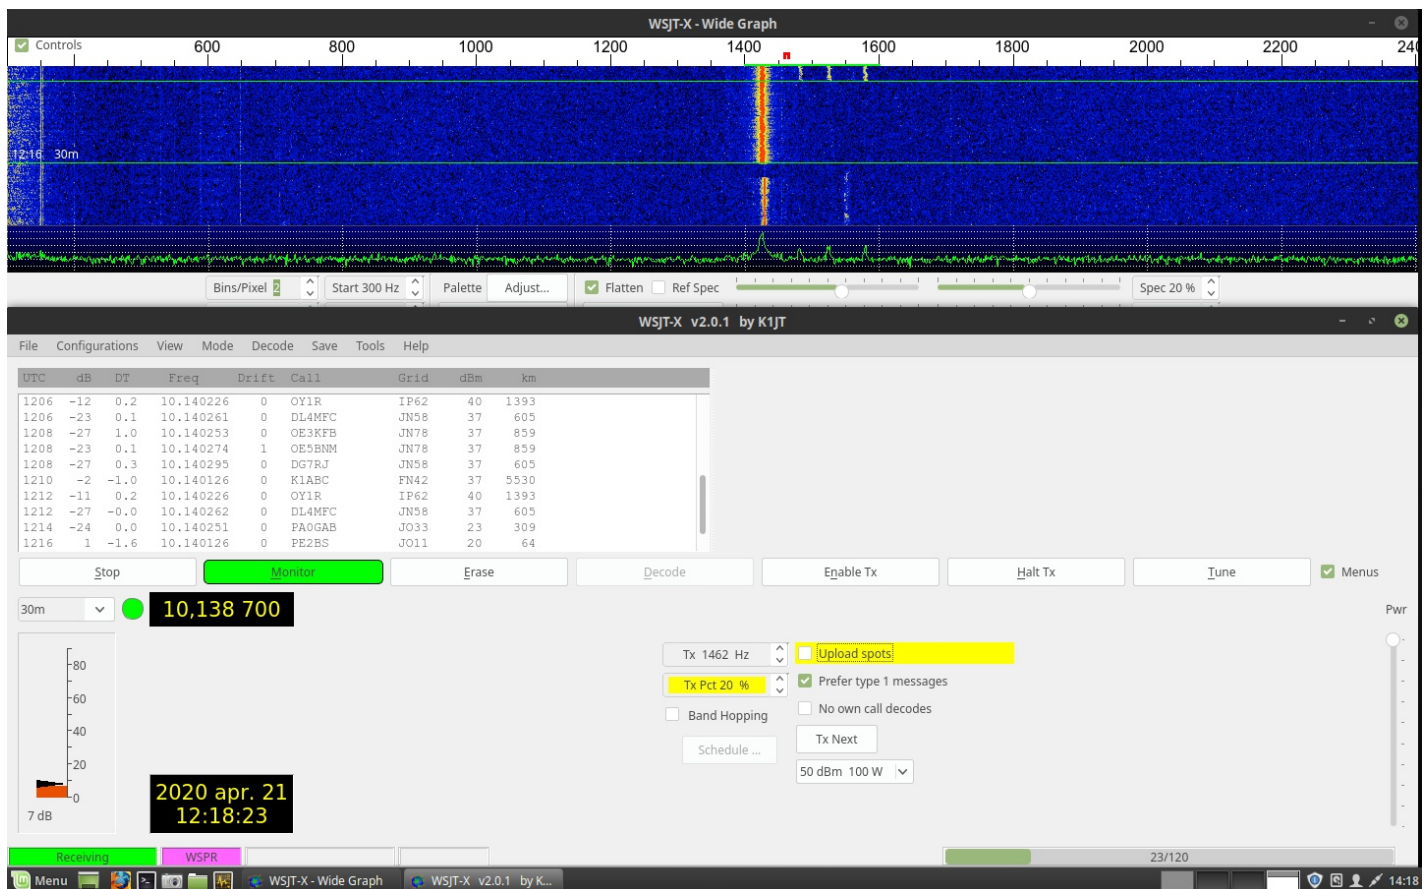 WSJT-X - Wide Graph
Controls 600 800 1000 1200 1400 1600 1800 2000 2200 240
12:16 30m
Bins/Pixel 2 Start 300 Hz Palette Adjust... Flatten Ref Spec Spec 20 %
WSJT-X v2.0.1 by K1JT
File Configurations View Mode Decode Save Tools Help
UTC dB DT Freq Drift Call Grid dBm km
1206 -12 0.2 10.140226 0 OY1R IP62 40 1393
1206 -23 0.1 10.140261 0 DL4MFC JN58 37 605
1208 -27 1.0 10.140253 0 OE3KFB JN78 37 859
1208 -23 0.1 10.140274 1 OE5BNM JN78 37 859
1208 -27 0.3 10.140295 0 DG7RJ JN58 37 605
1210 -2 -1.0 10.140126 0 K1ABC FN42 37 5530
1212 -11 0.2 10.140226 0 OY1R IP62 40 1393
1212 -27 -0.0 10.140262 0 DL4MFC JN58 37 605
1214 -24 0.0 10.140251 0 PA0GAB JO33 23 309
1216 1 -1.6 10.140126 0 PE2BS JO11 20 64
Stop Monitor Erase Decode Enable Tx Halt Tx Tune Menus
30m 10,138 700 Pwr
Tx 1462 Hz Upload spots
80
Tx Pct 20 % Prefer type 1 messages
60
Band Hopping No own call decodes
40
Schedule ... Tx Next
20
50 dBm 100 W
0
2020 apr. 21
7 dB 12:18:23
Receiving WSPR 23/120
Menu WSJT-X - Wide Graph WSJT-X v2.0.1 by K... 14:18